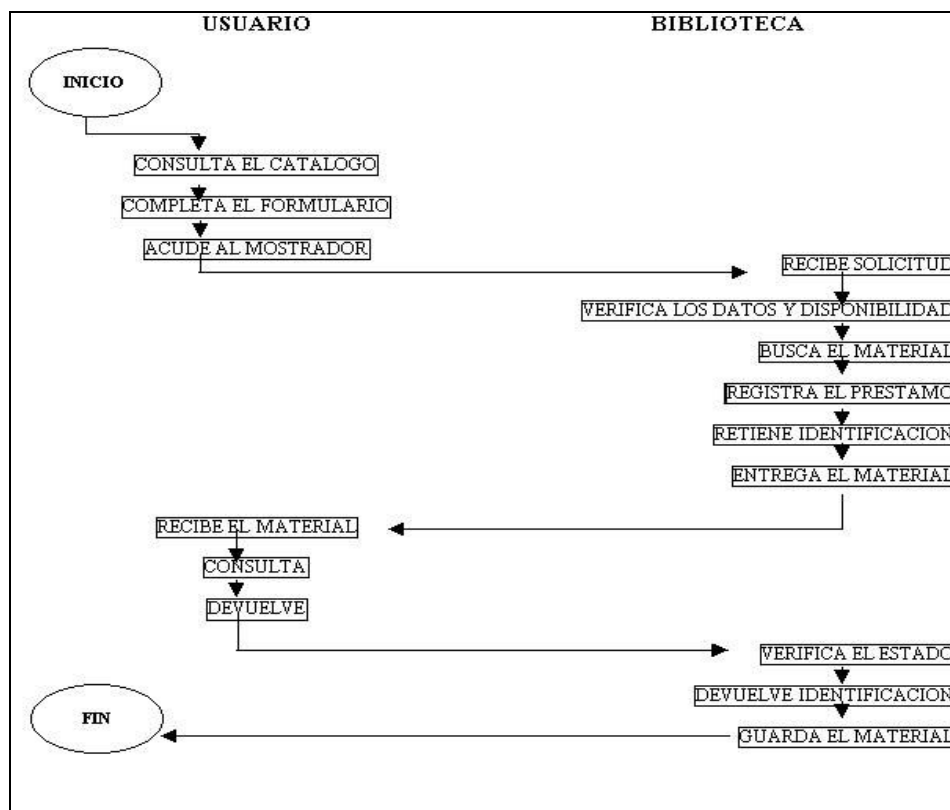 USUARIO
BIBLIOTECA
INICIO
CONSULTA EL CATALOGO
COMPLETA EL FORMULARIO
ACUDE AL MOSTRADOR
RECIBE SOLICITUD
VERIFICA LOS DATOS Y DISPONIBILIDAD
BUSCA EL MATERIAL
REGISTRA EL PRESTAMO
RETIENE IDENTIFICACION
ENTREGA EL MATERIAL
RECIBE EL MATERIAL
CONSULTA
DEVUELVE
VERIFICA EL ESTADO
DEVUELVE IDENTIFICACION
GUARDA EL MATERIAL
FIN